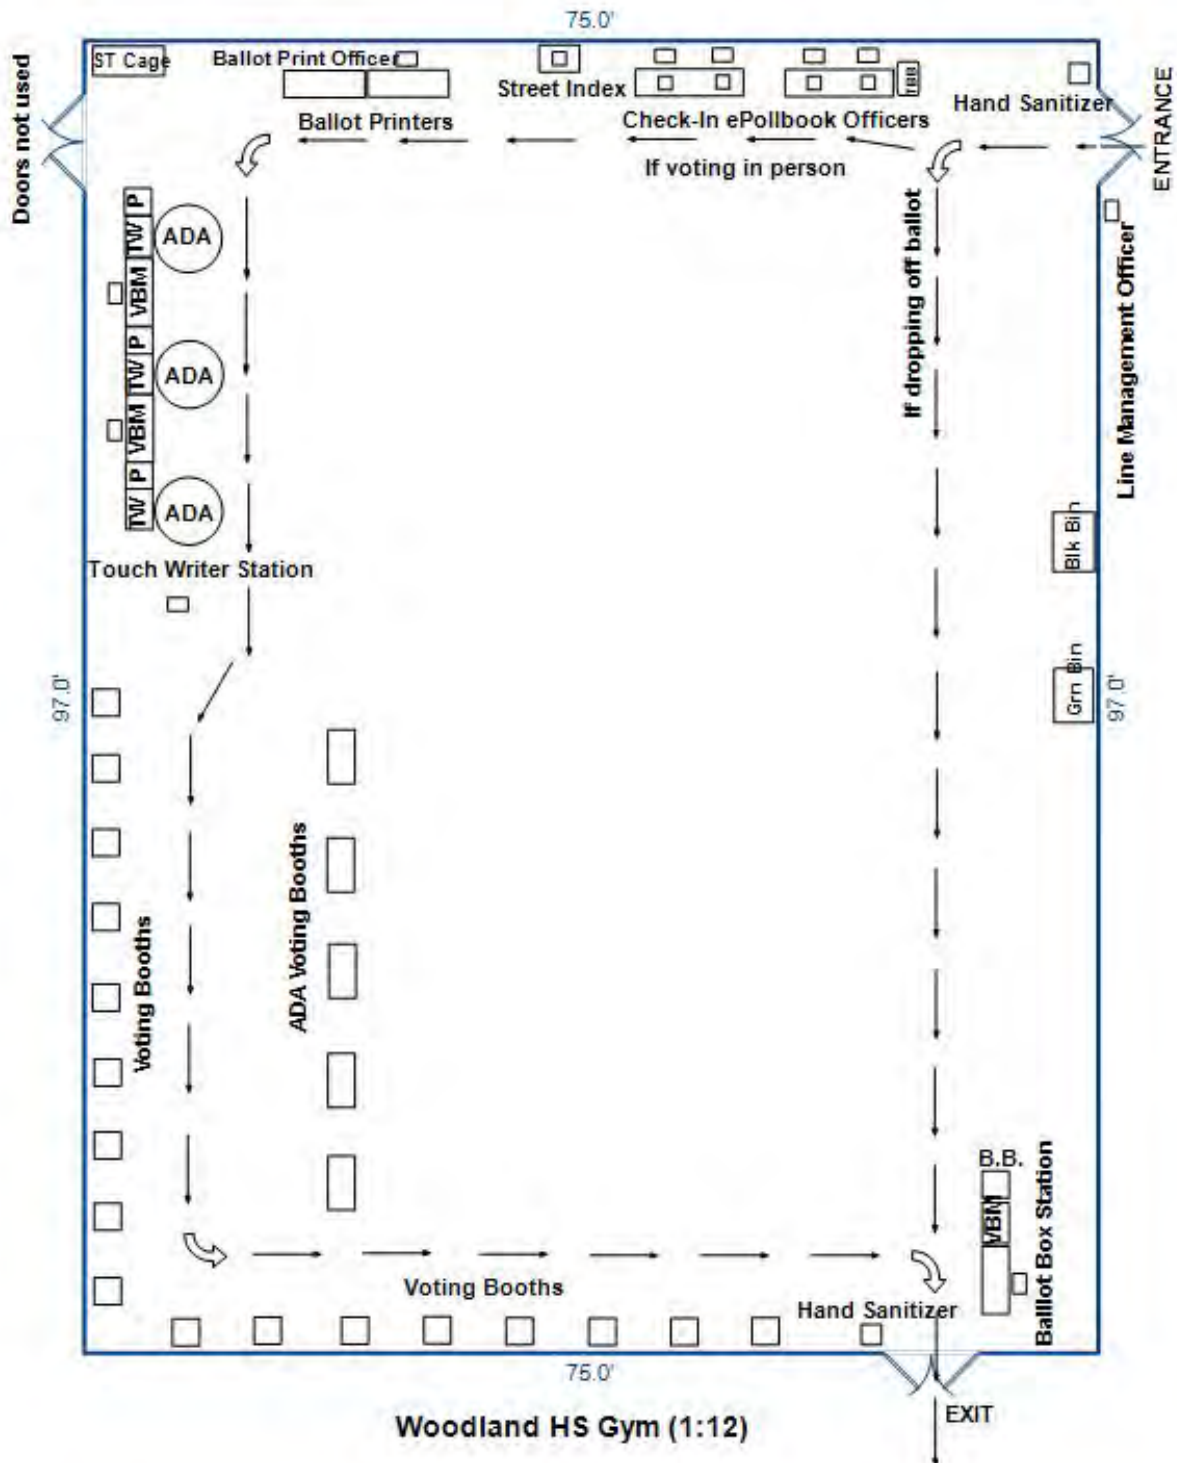 75.0'
Doors not used
ST Cage
Ballot Print Officer
Street Index
Hand Sanitizer
ENTRANCE
Ballot Printers
Check-In ePollbook Officers
If voting in person
TW P
ADA
VBM
TW P
ADA
VBM
TW P
ADA
If dropping off ballot
Line Management Officer
Touch Writer Station
Blk Bin
Grn Bin
97.0'
97.0'
Voting Booths
ADA Voting Booths
B.B.
VBM
Ballot Box Station
Voting Booths
Hand Sanitizer
75.0'
EXIT
Woodland HS Gym (1:12)